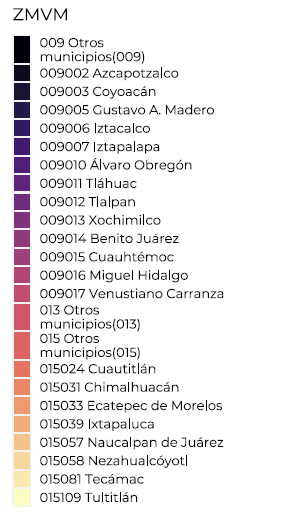 ZMVM
009 Otros
municipios(009)
009002 Azcapotzalco
009003 Coyoacán
009005 Gustavo A. Madero
009006 Iztacalco
009007 Iztapalapa
009010 Álvaro Obregón
009011 Tláhuac
009012 Tlalpan
009013 Xochimilco
009014 Benito Juárez
009015 Cuauhtémoc
009016 Miguel Hidalgo
009017 Venustiano Carranza
013 Otros
municipios(013)
015 Otros
municipios(015)
015024 Cuautitlán
015031 Chimalhuacán
015033 Ecatepec de Morelos
015039 Ixtapaluca
015057 Naucalpan de Juárez
015058 Nezahualcóyotl
015081 Tecámac
015109 Tultitlán